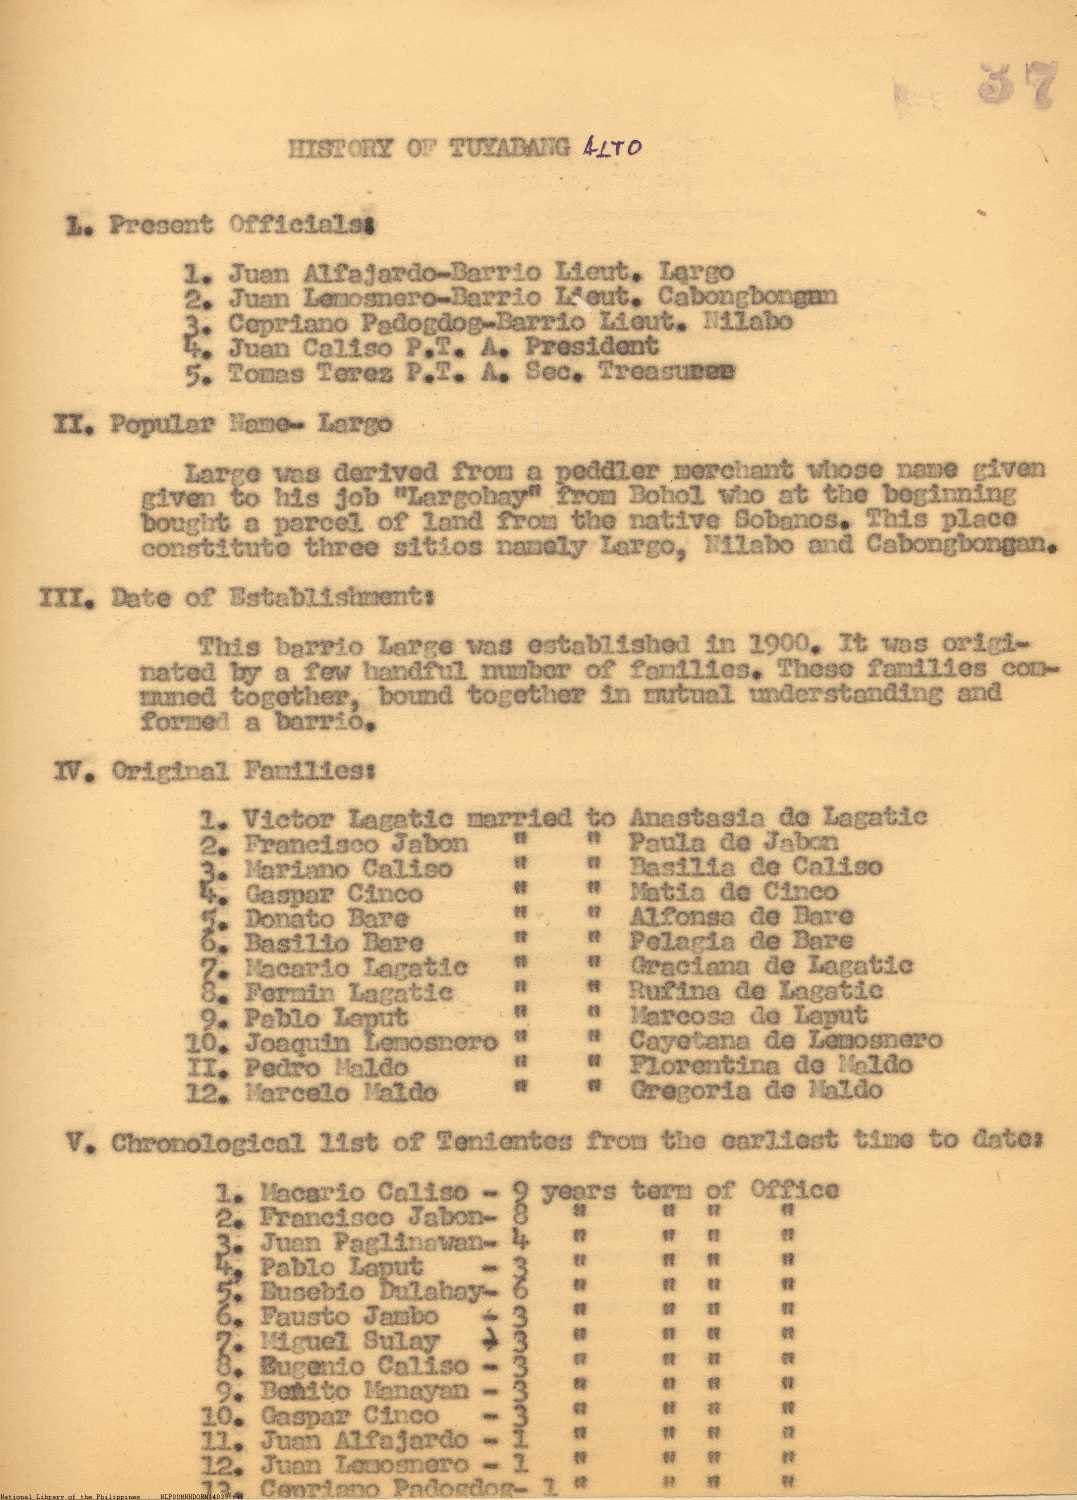 37
HISTORY OF TUYABANG ALTO
I. Present Officials:
1. Juan Alfajardo-Barrio Lieut. Largo
2. Juan Lemosnero-Barrio Lieut. Cabongbongan
3. Cepriano Padogdog-Barrio Lieut. Nilabo
4. Juan Caliso P.T. A. President
5. Tomas Terez P.T. A. Sec. Treasurer
II. Popular Name- Largo
Large was derived from a peddler merchant whose name given
given to his job "Largohay" from Bohol who at the beginning
bought a parcel of land from the native Sobanos. This place
constitute three sitios namely Largo, Nilabo and Cabongbongan.
III. Date of Establishment:
This barrio Large was established in 1900. It was origi-
nated by a few handful number of families. These families com-
muned together, bound together in mutual understanding and
formed a barrio.
IV. Original Families:
1. Victor Lagatic married to Anastasia de Lagatic
2. Francisco Jabon " " Paula de Jabon
3. Mariano Caliso " " Basilia de Caliso
4. Gaspar Cinco " " Matia de Cinco
5. Donato Bare " " Alfonsa de Bare
6. Basilio Bare " " Pelagia de Bare
7. Macario Lagatic " " Graciana de Lagatic
8. Fermin Lagatic " " Rufina de Lagatic
9. Pablo Laput " " Marcosa de Laput
10. Joaquin Lemosnero " " Cayetana de Lemosnero
II. Pedro Maldo " " Florentina de Maldo
12. Marcelo Maldo " " Gregoria de Maldo
V. Chronological list of Tenientes from the earliest time to date:
1. Macario Caliso - 9 years term of Office
2. Francisco Jabon- 8 " " " "
3. Juan Paglinawan- 4 " " " "
4. Pablo Laput - 3 " " " "
5. Eusebio Dulahay- 6 " " " "
6. Fausto Jambo - 3 " " " "
7. Miguel Sulay - 3 " " " "
8. Eugenio Caliso - 3 " " " "
9. Benito Manayan - 3 " " " "
10. Gaspar Cinco - 3 " " " "
11. Juan Alfajardo - 1 " " " "
12. Juan Lemosnero - 1 " " " "
13. Cepriano Padogdog- 1 " " " "
National Library of the Philippines